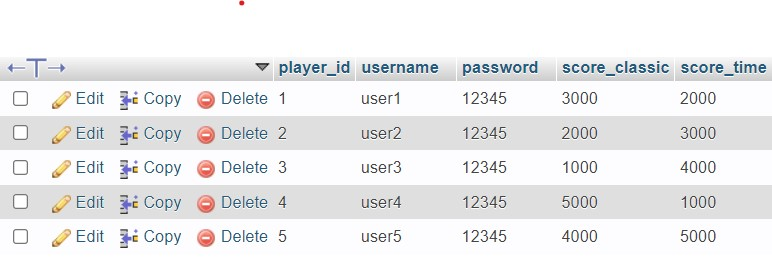 player_id username password score_classic score_time
Edit Copy Delete 1 user1 12345 3000 2000
Edit Copy Delete 2 user2 12345 2000 3000
Edit Copy Delete 3 user3 12345 1000 4000
Edit Copy Delete 4 user4 12345 5000 1000
Edit Copy Delete 5 user5 12345 4000 5000